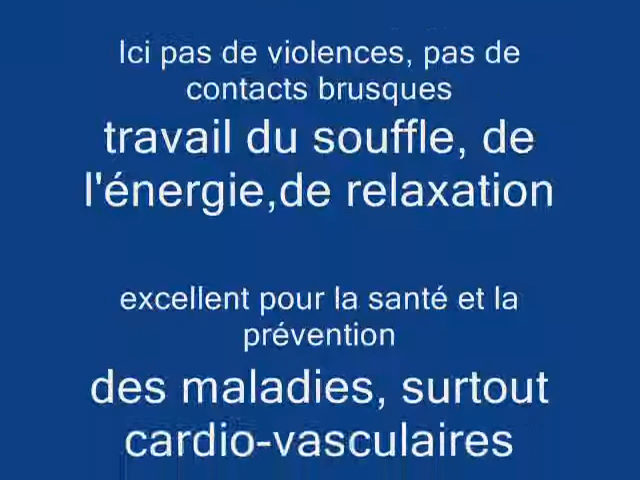 Ici pas de violences, pas de
contacts brusques
travail du souffle, de
l'énergie,de relaxation
excellent pour la santé et la
prévention
des maladies, surtout
cardio-vasculaires